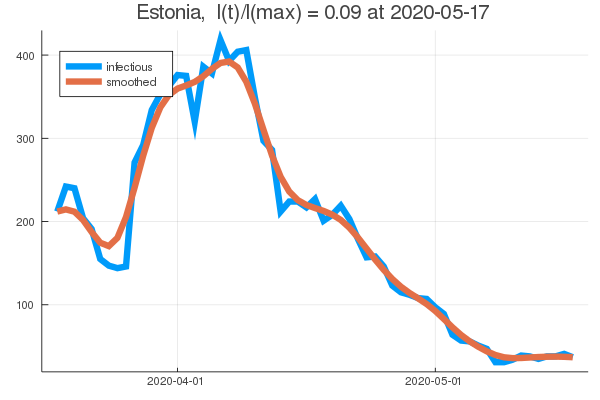 Estonia, I(t)/I(max) = 0.09 at 2020-05-17
400
infectious
smoothed
300
200
100
2020-04-01
2020-05-01